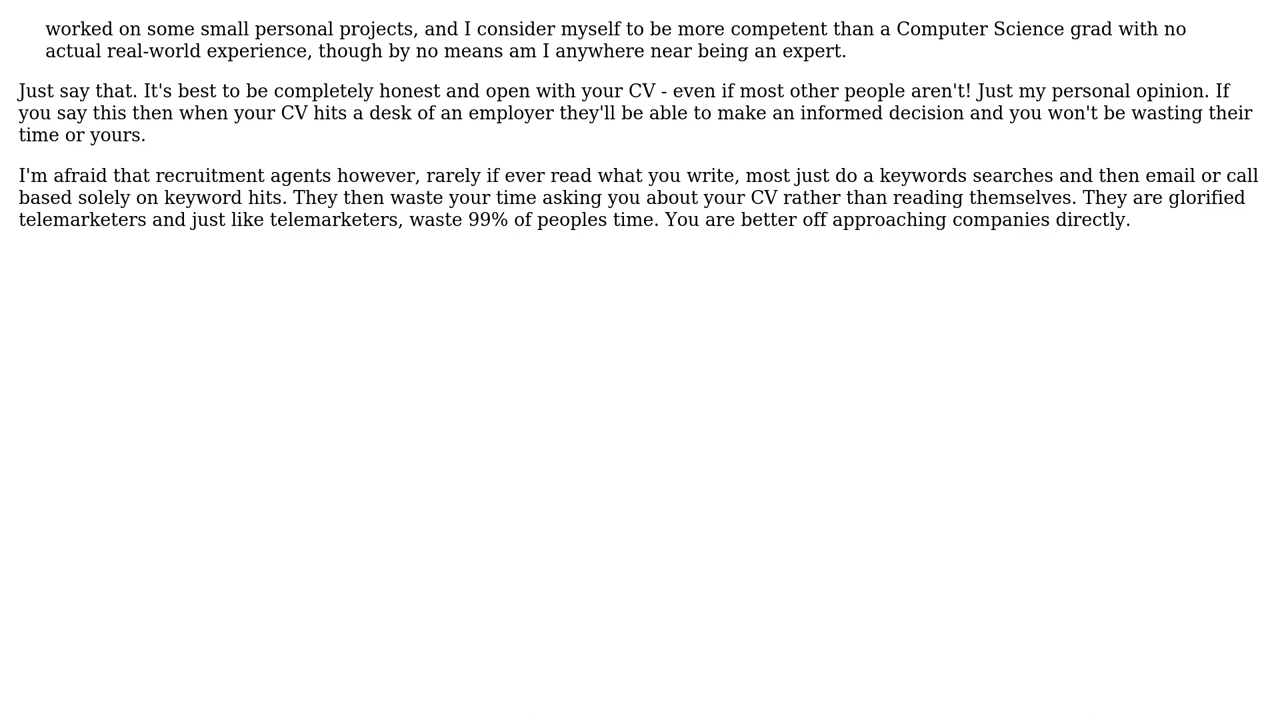 worked on some small personal projects, and I consider myself to be more competent than a Computer Science grad with no
actual real-world experience, though by no means am I anywhere near being an expert.
Just say that. It's best to be completely honest and open with your CV - even if most other people aren't! Just my personal opinion. If
you say this then when your CV hits a desk of an employer they'll be able to make an informed decision and you won't be wasting their
time or yours.
I'm afraid that recruitment agents however, rarely if ever read what you write, most just do a keywords searches and then email or call
based solely on keyword hits. They then waste your time asking you about your CV rather than reading themselves. They are glorified
telemarketers and just like telemarketers, waste 99% of peoples time. You are better off approaching companies directly.